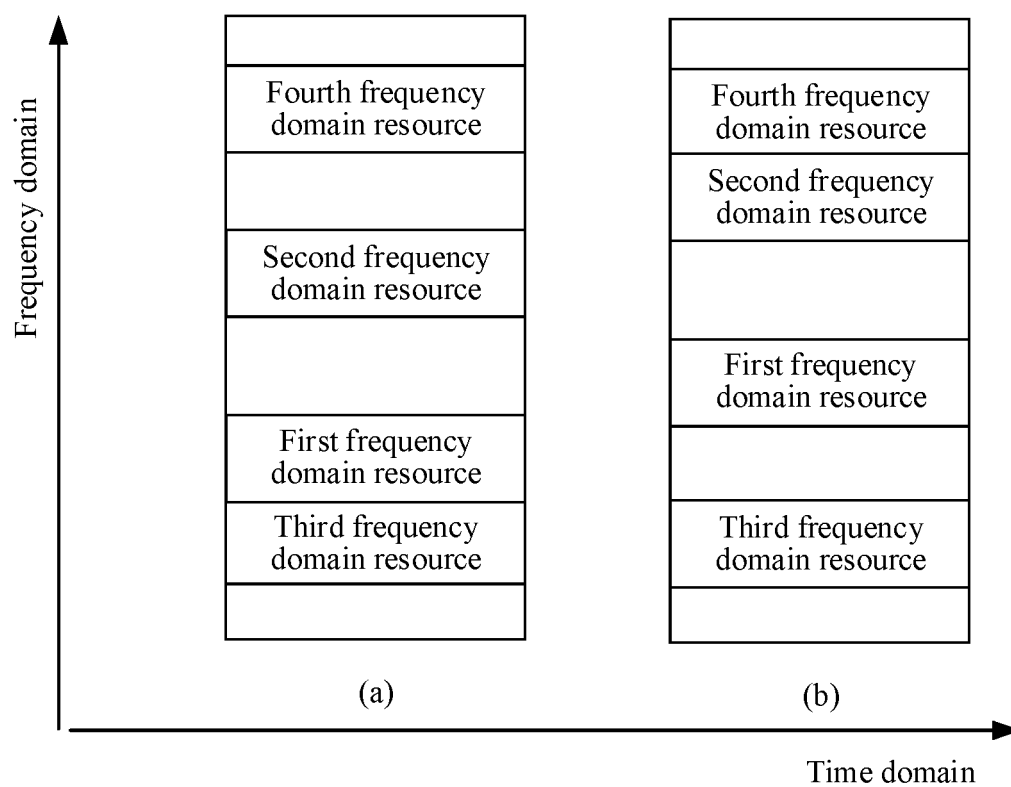 Frequency domain
Fourth frequency
domain resource
Second frequency
domain resource
First frequency
domain resource
Third frequency
domain resource
(a)
Fourth frequency
domain resource
Second frequency
domain resource
First frequency
domain resource
Third frequency
domain resource
(b)
Time domain